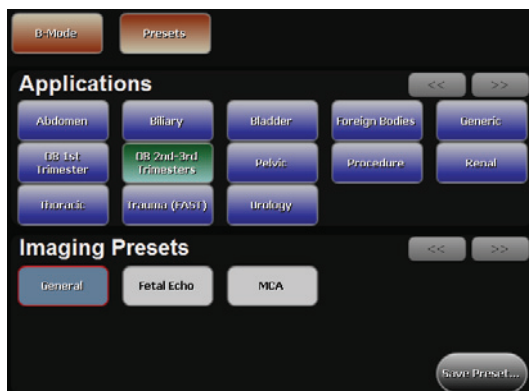 B-Mode Presets
Applications << >>
Abdomen Biliary Bladder Foreign Bodies Generic
OB 1st Trimester OB 2nd-3rd Trimesters Pelvic Procedure Renal
Thoracic Trauma (FAST) Urology
Imaging Presets << >>
General Fetal Echo MCA
Save Preset...